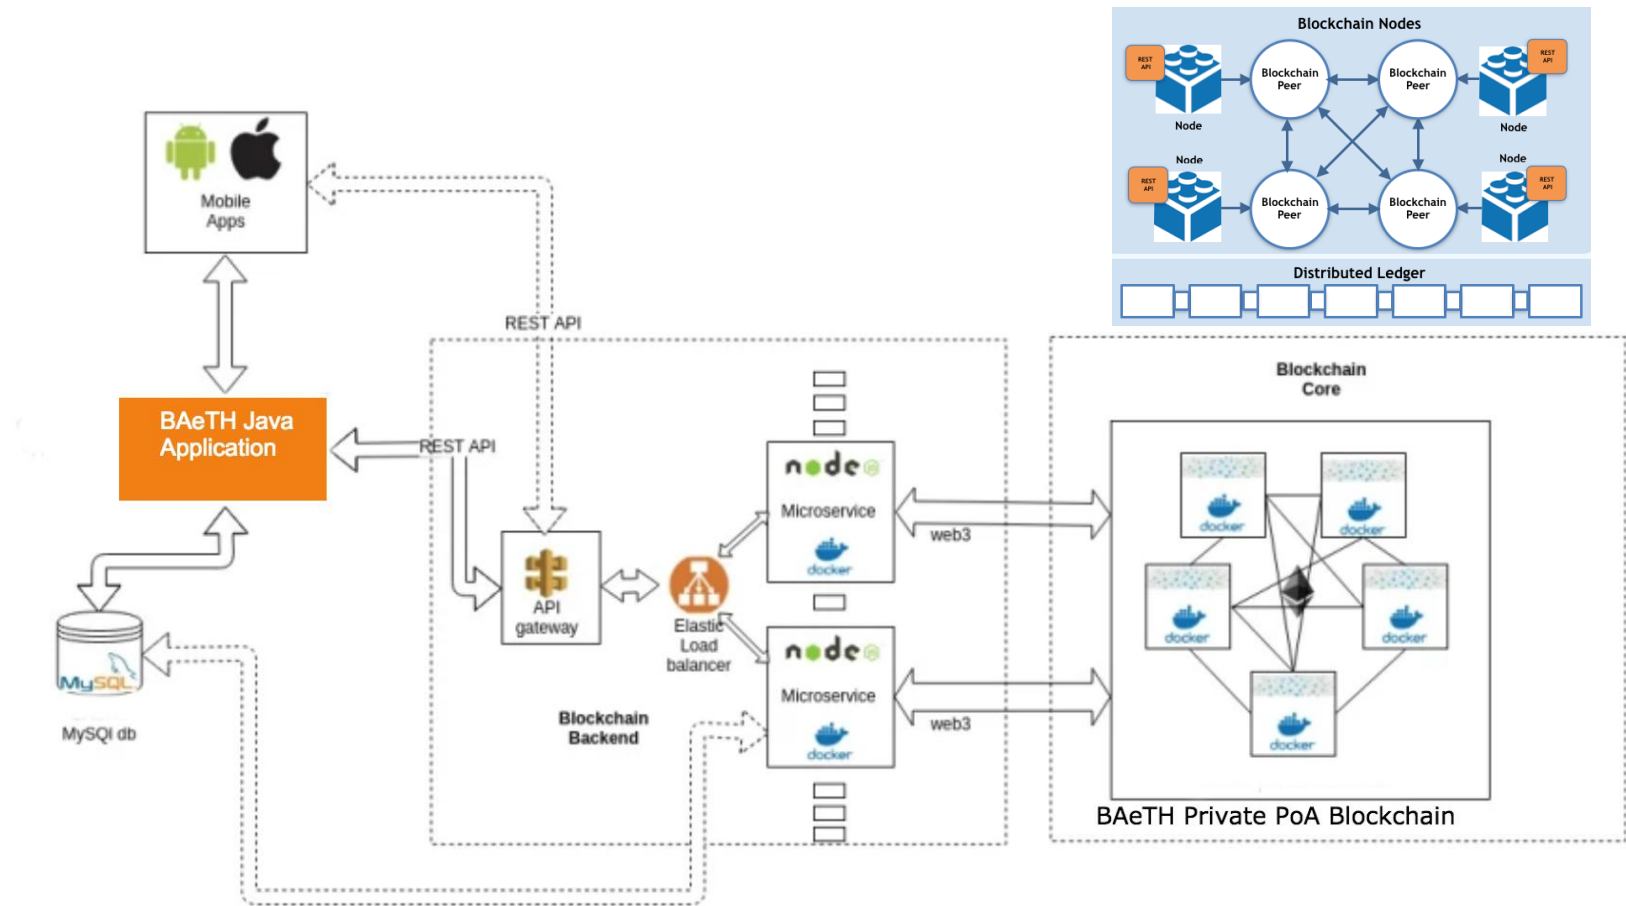 Blockchain Nodes
REST
API
Blockchain
Peer
Blockchain
Peer
REST
API
Node
Node
Node
Node
REST
API
Blockchain
Peer
Blockchain
Peer
REST
API
Distributed Ledger
Mobile
Apps
REST API
BAeTH Java
Application
REST API
MySQL
MySQl db
API
gateway
Elastic
Load
balancer
Blockchain
Backend
node
JS
Microservice
docker
web3
node
JS
Microservice
docker
web3
Blockchain
Core
docker
docker
docker
docker
docker
BAeTH Private PoA Blockchain